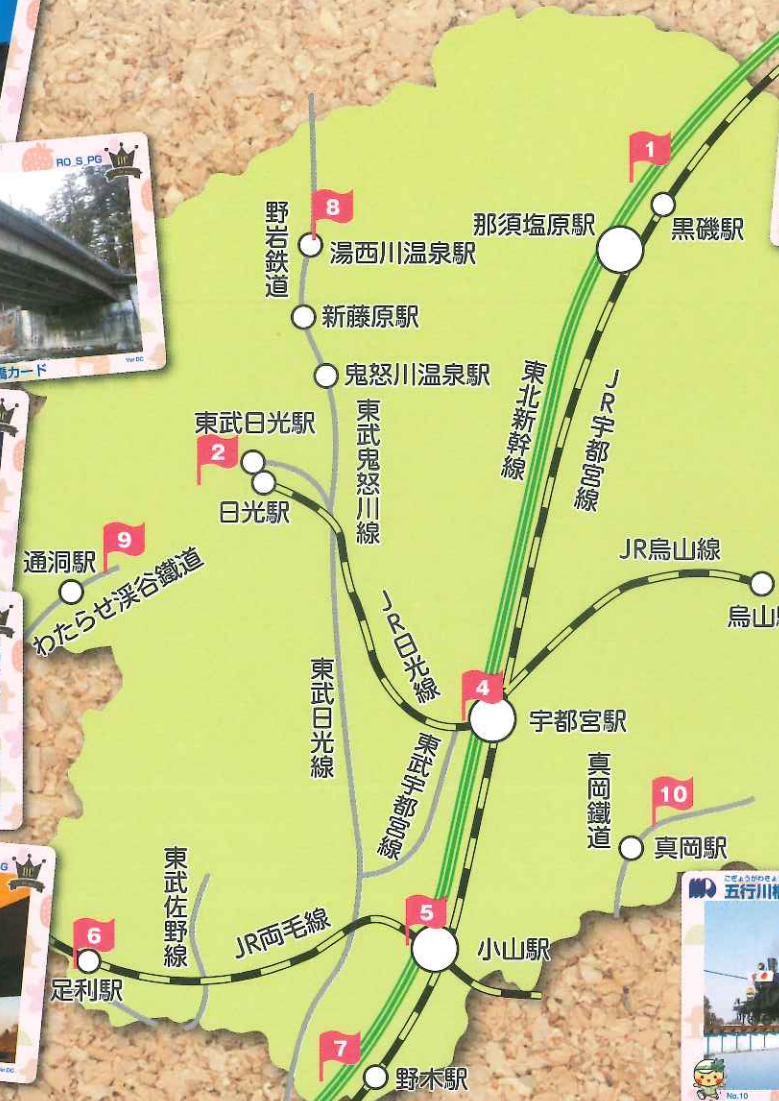 RO_S_PG
橋カード
Ver.DC
1
8
野岩鉄道
湯西川温泉駅
那須塩原駅
黒磯駅
新藤原駅
鬼怒川温泉駅
東北新幹線
JR宇都宮線
東武日光駅
2
日光駅
東武鬼怒川線
9
通洞駅
わたらせ渓谷鐵道
JR烏山線
烏山
JR日光線
東武日光線
4
宇都宮駅
東武宇都宮線
真岡鐵道
10
真岡駅
東武佐野線
JR両毛線
5
小山駅
6
足利駅
7
野木駅
五行川橋
No.10